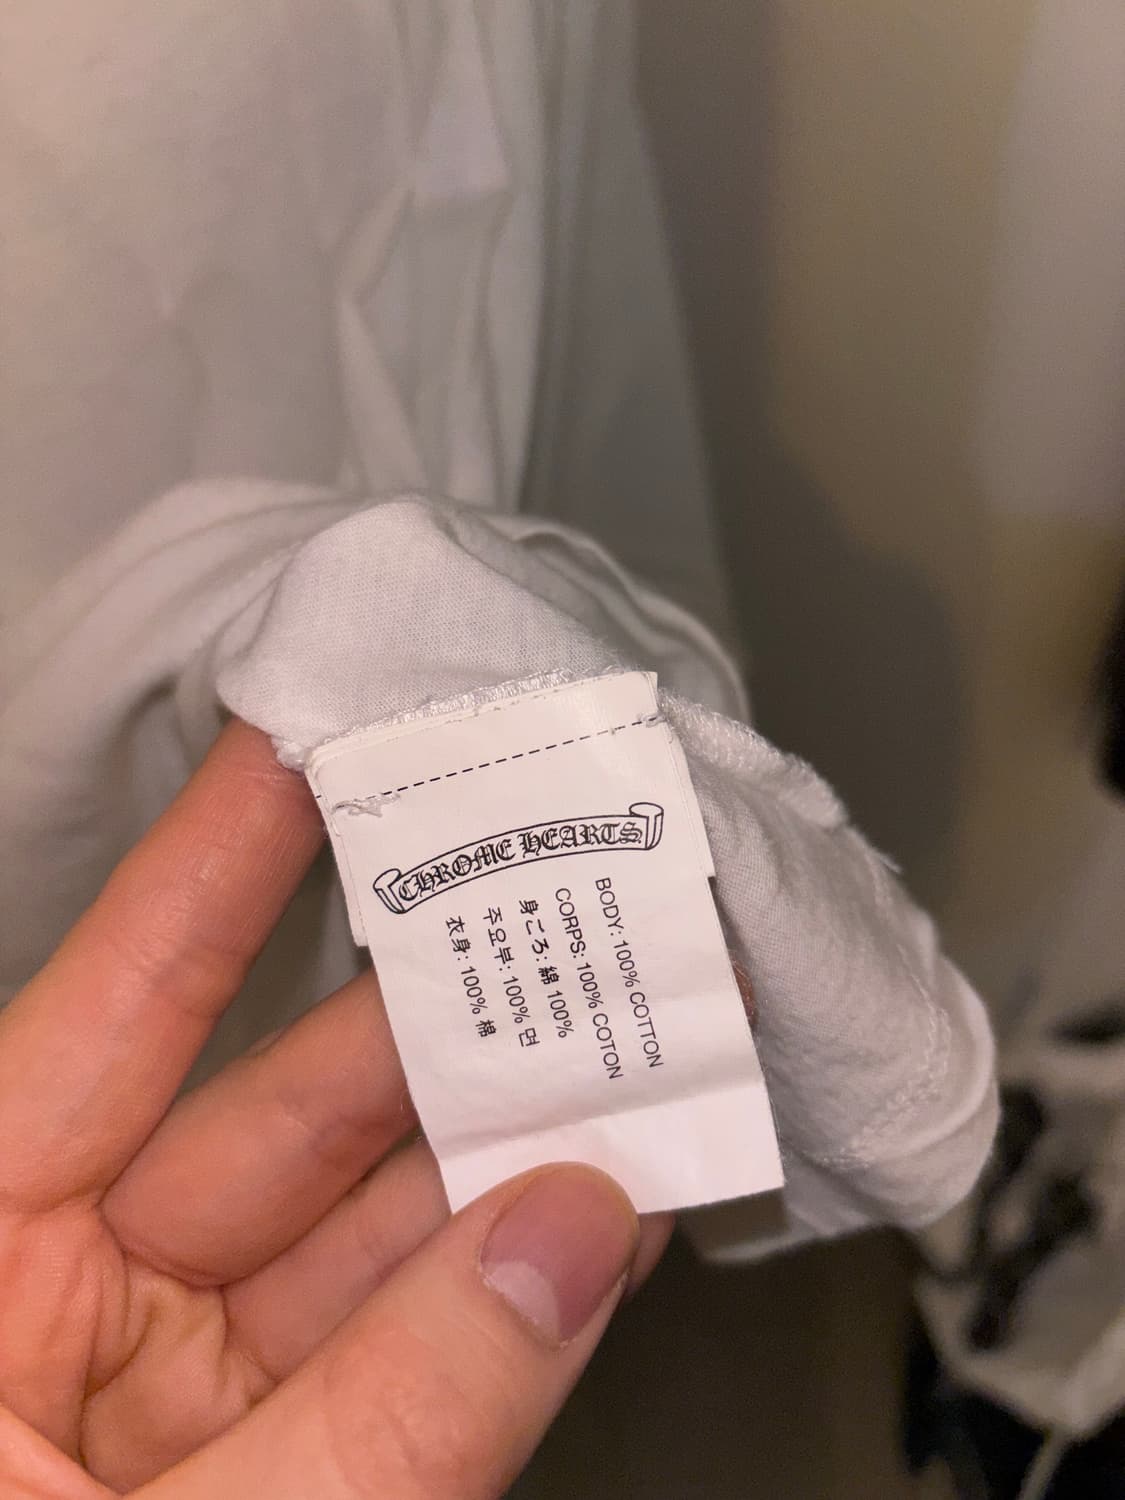 CHROME HEARTS
BODY: 100% COTTON
CORPS: 100% COTON
身ごろ: 綿 100%
주요부: 100% 면
衣身: 100% 棉